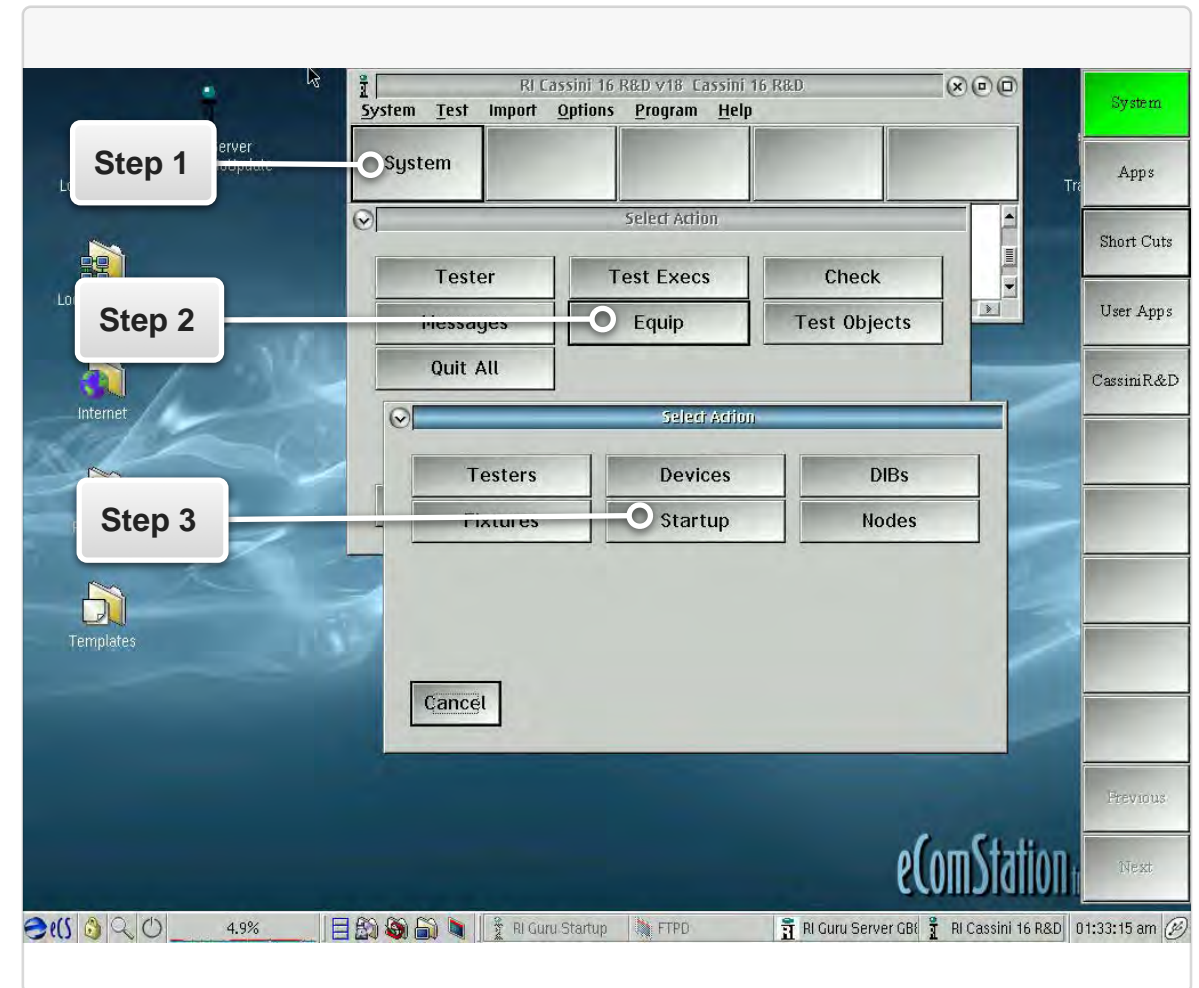 RI Cassini 16 R&D v18 Cassini 16 R&D
System Test Import Options Program Help
System
Step 1
erver
Select Action
Tester Test Execs Check
Step 2
Messages Equip Test Objects
Quit All
Internet
Select Action
Testers Devices DIBs
Step 3
Fixtures Startup Nodes
Templates
Cancel
System
Apps
Short Cuts
User Apps
CassiniR&D
Previous
Next
eComStation
eCS
4.9%
RI Guru Startup
FTPD
RI Guru Server GB
RI Cassini 16 R&D
01:33:15 am